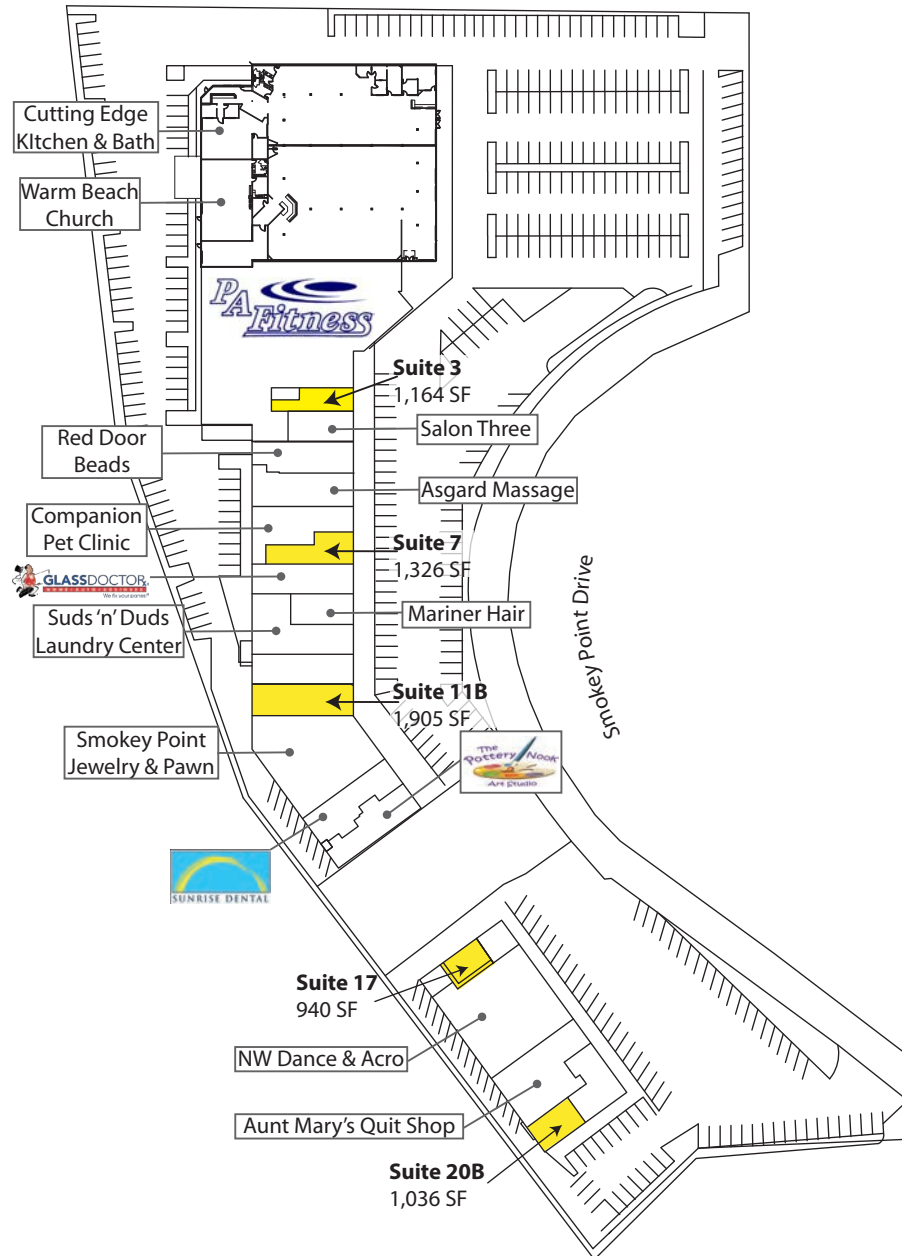 Cutting Edge
KItchen & Bath
Warm Beach
Church
PA Fitness
Suite 3
1,164 SF
Salon Three
Red Door
Beads
Asgard Massage
Companion
Pet Clinic
Suite 7
1,326 SF
GLASSDOCTOR
HOME • AUTO • BUSINESS
We fix your panes!
Mariner Hair
Suds 'n' Duds
Laundry Center
Smokey Point Drive
Suite 11B
1,905 SF
Smokey Point
Jewelry & Pawn
The
Pottery Nook
Art Studio
SUNRISE DENTAL
Suite 17
940 SF
NW Dance & Acro
Aunt Mary's Quit Shop
Suite 20B
1,036 SF